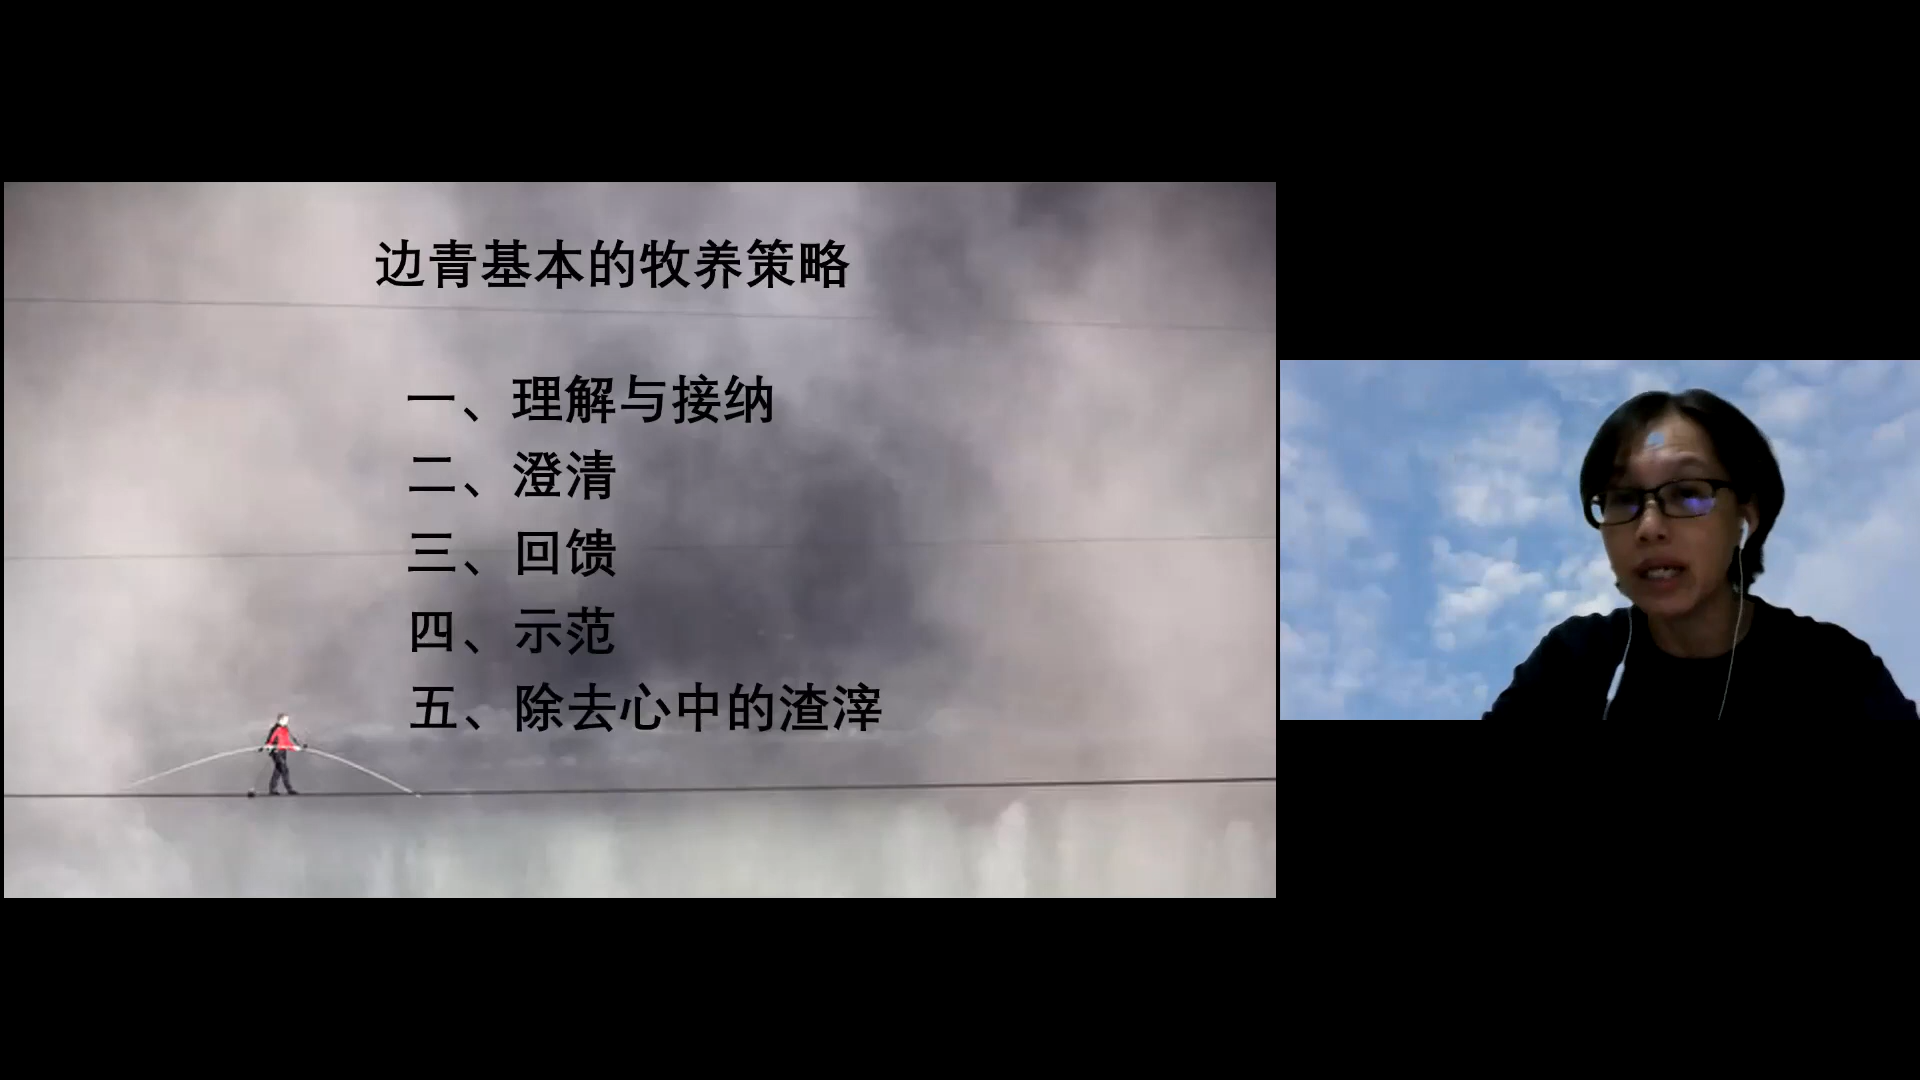 边青基本的牧养策略
一、理解与接纳
二、澄清
三、回馈
四、示范
五、除去心中的渣滓